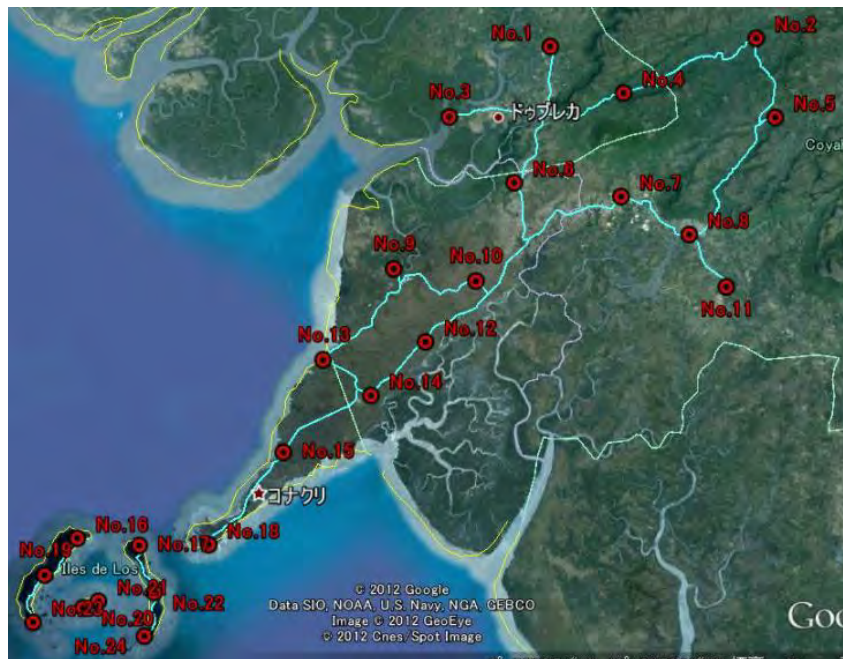 No.1
No.2
No.3
No.4
No.5
ドゥブレカ
Coyah
No.6
No.7
No.8
No.9
No.10
No.11
No.12
No.13
No.14
No.15
コナクリ
No.16
No.17
No.18
No.19
Iles de Los
No.21
No.22
No.23
No.20
No.24
© 2012 Google
Data SIO, NOAA, U.S. Navy, NGA, GEBCO
Image © 2012 GeoEye
© 2012 Cnes/Spot Image
Goo